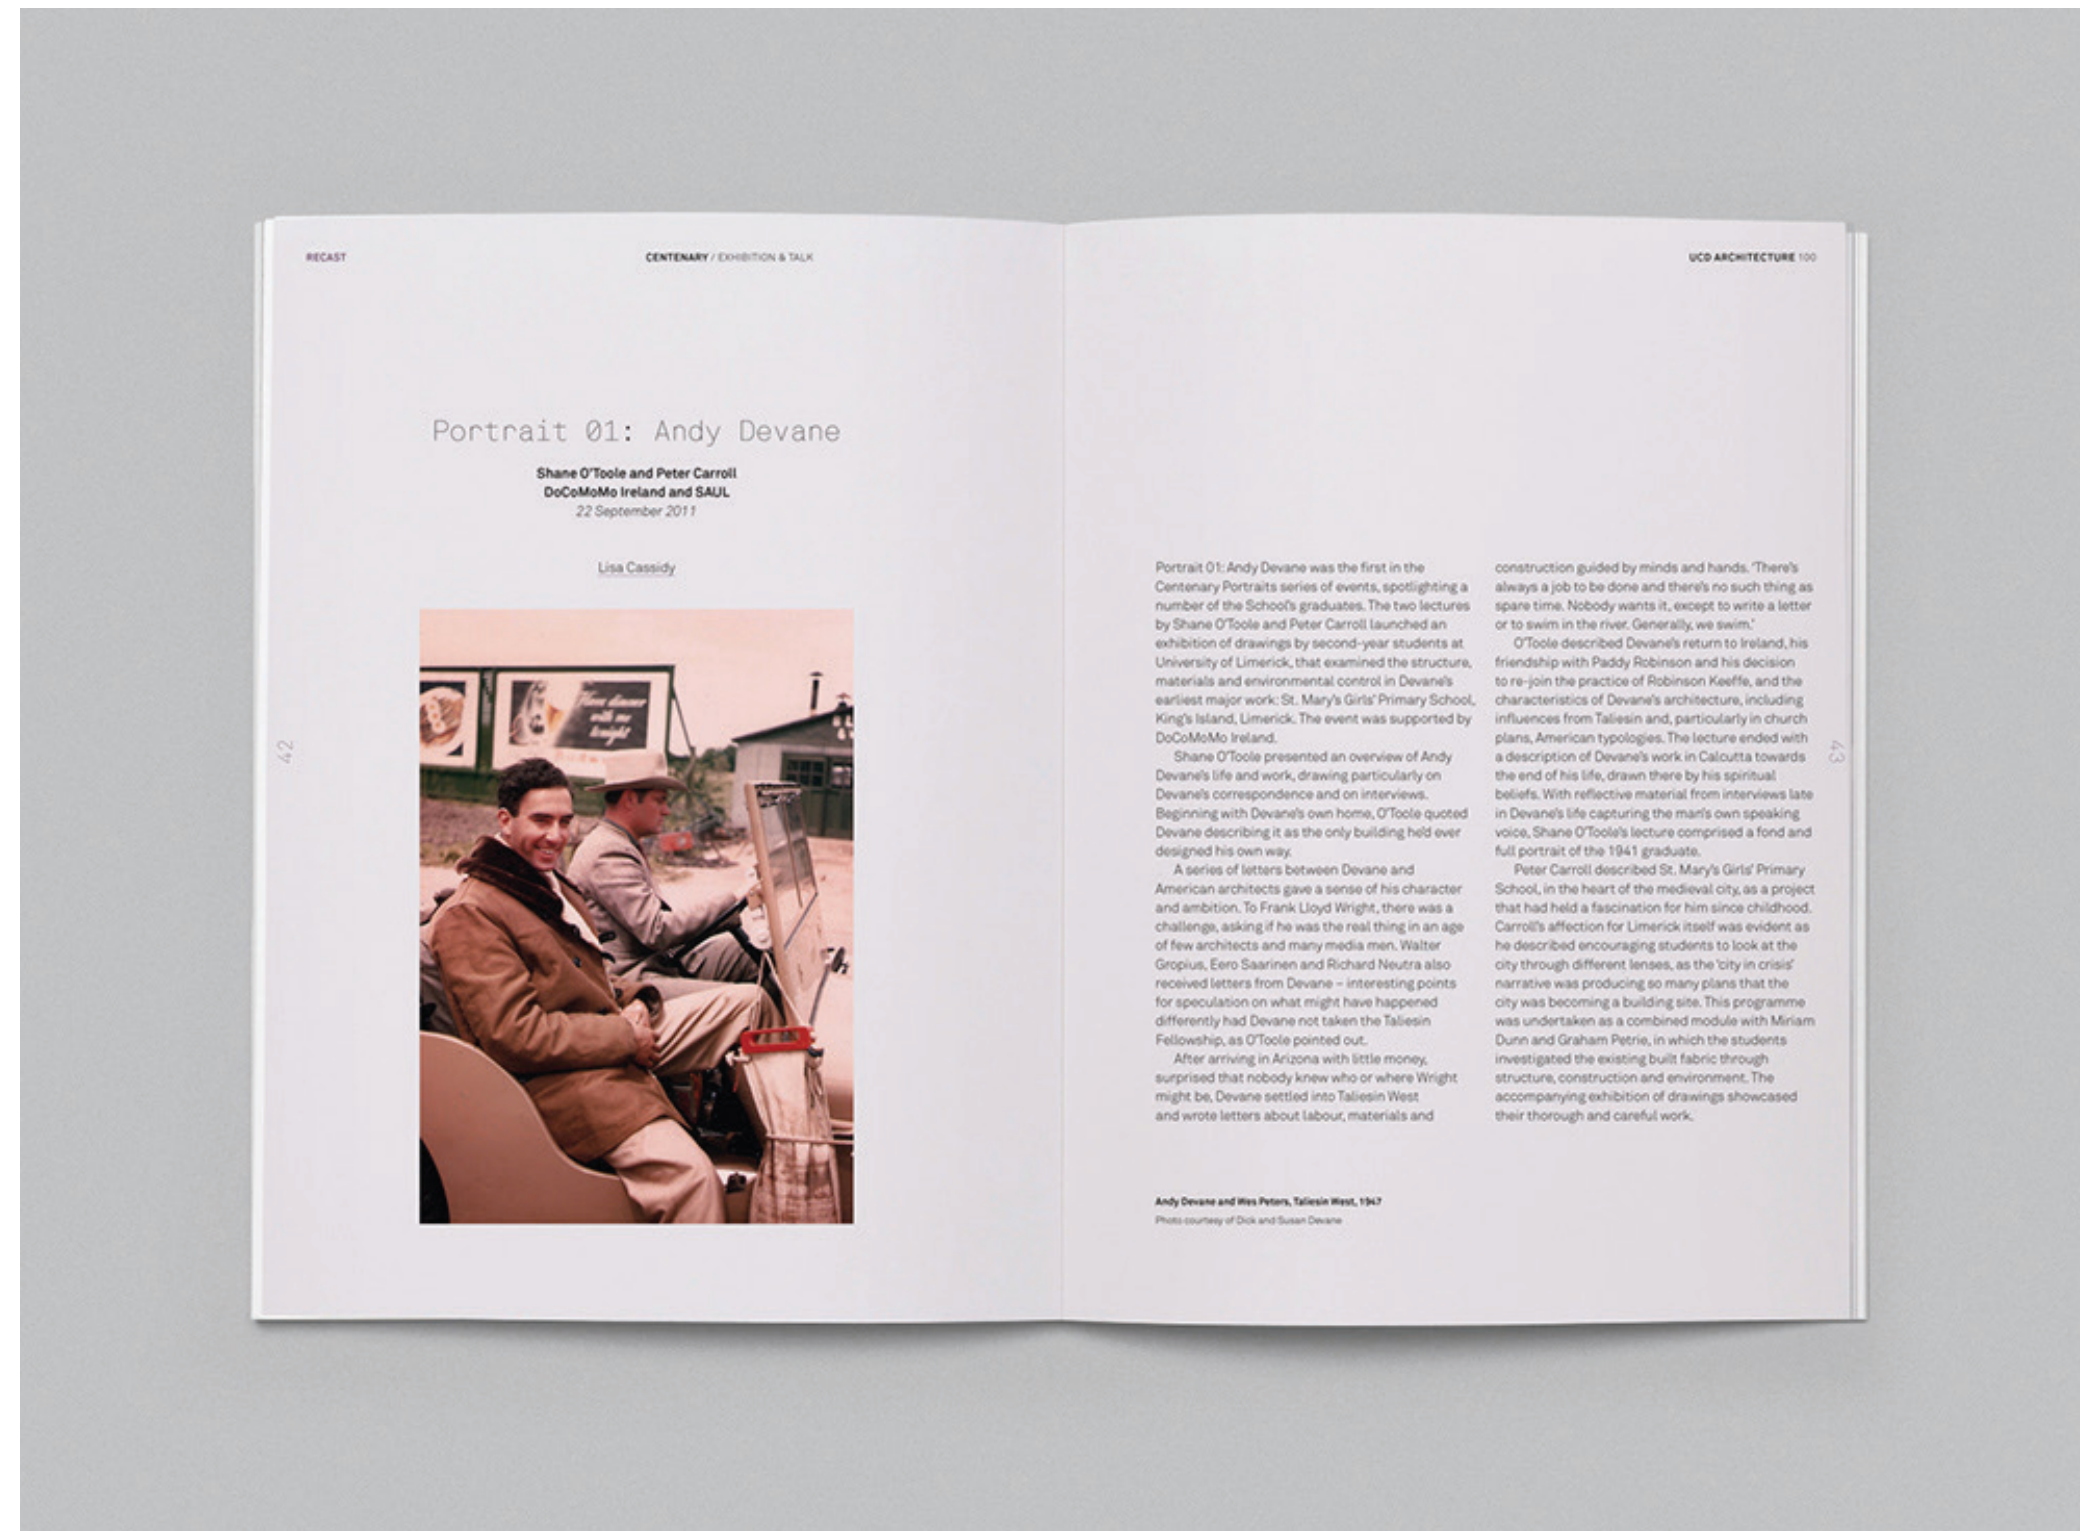 RECAST
CENTENARY / EXHIBITION & TALK
Portrait 01: Andy Devane
Shane O'Toole and Peter Carroll
DoCoMoMo Ireland and SAUL
22 September 2011
Lisa Cassidy
Have dinner
with me
tonight
42
UCD ARCHITECTURE 100
Portrait 01: Andy Devane was the first in the
Centenary Portraits series of events, spotlighting a
number of the School's graduates. The two lectures
by Shane O'Toole and Peter Carroll launched an
exhibition of drawings by second-year students at
University of Limerick, that examined the structure,
materials and environmental control in Devane's
earliest major work: St. Mary's Girls' Primary School,
King's Island, Limerick. The event was supported by
DoCoMoMo Ireland.
Shane O'Toole presented an overview of Andy
Devane's life and work, drawing particularly on
Devane's correspondence and on interviews.
Beginning with Devane's own home, O'Toole quoted
Devane describing it as the only building he'd ever
designed his own way.
A series of letters between Devane and
American architects gave a sense of his character
and ambition. To Frank Lloyd Wright, there was a
challenge, asking if he was the real thing in an age
of few architects and many media men. Walter
Gropius, Eero Saarinen and Richard Neutra also
received letters from Devane – interesting points
for speculation on what might have happened
differently had Devane not taken the Taliesin
Fellowship, as O'Toole pointed out.
After arriving in Arizona with little money,
surprised that nobody knew who or where Wright
might be, Devane settled into Taliesin West
and wrote letters about labour, materials and
construction guided by minds and hands. 'There's
always a job to be done and there's no such thing as
spare time. Nobody wants it, except to write a letter
or to swim in the river. Generally, we swim.'
O'Toole described Devane's return to Ireland, his
friendship with Paddy Robinson and his decision
to re-join the practice of Robinson Keeffe, and the
characteristics of Devane's architecture, including
influences from Taliesin and, particularly in church
plans, American typologies. The lecture ended with
a description of Devane's work in Calcutta towards
the end of his life, drawn there by his spiritual
beliefs. With reflective material from interviews late
in Devane's life capturing the man's own speaking
voice, Shane O'Toole's lecture comprised a fond and
full portrait of the 1941 graduate.
Peter Carroll described St. Mary's Girls' Primary
School, in the heart of the medieval city, as a project
that had held a fascination for him since childhood.
Carroll's affection for Limerick itself was evident as
he described encouraging students to look at the
city through different lenses, as the 'city in crisis'
narrative was producing so many plans that the
city was becoming a building site. This programme
was undertaken as a combined module with Miriam
Dunn and Graham Petrie, in which the students
investigated the existing built fabric through
structure, construction and environment. The
accompanying exhibition of drawings showcased
their thorough and careful work.
Andy Devane and Wes Peters, Taliesin West, 1947
Photo courtesy of Dick and Susan Devane
43